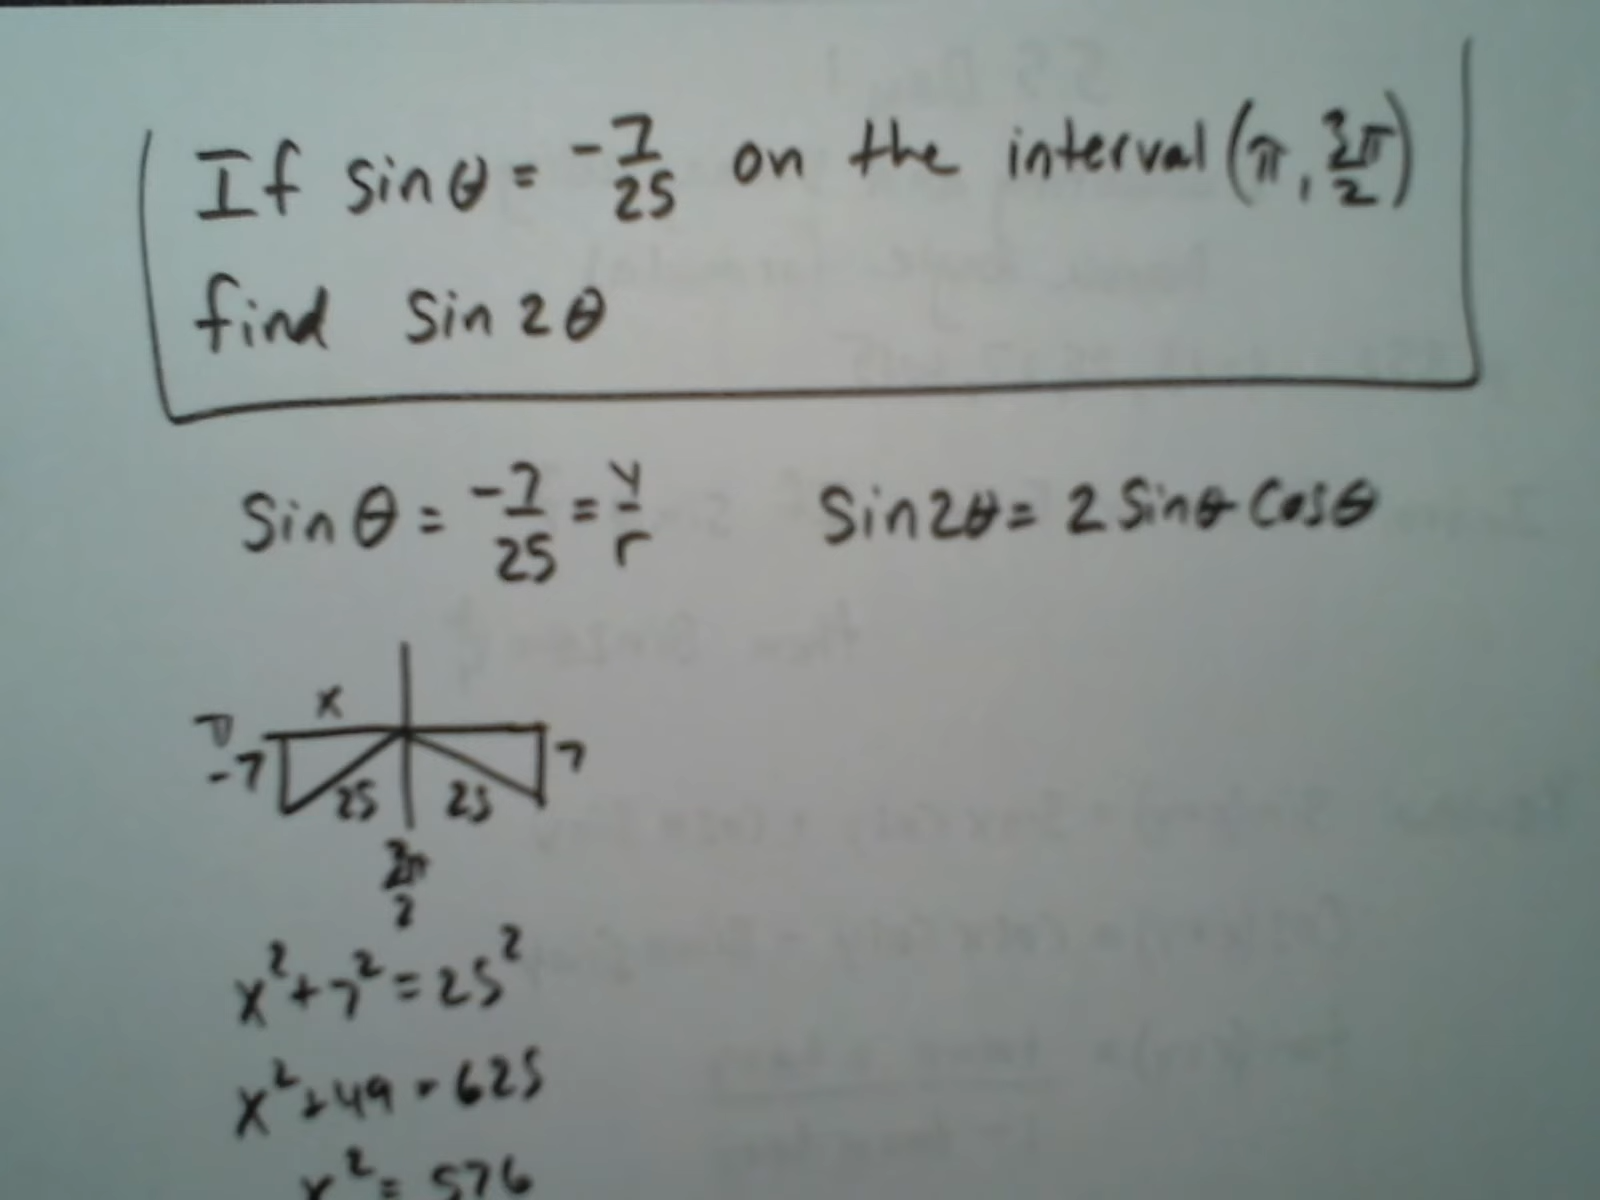 If sinθ = -7/25 on the interval (π, 3π/2)
find sin 2θ
Sin θ = -7/25 = y/r
Sin2θ = 2 Sinθ Cosθ
x
π
-7
7
25
25
3π/2
x² + 7² = 25²
x² + 49 = 625
x² = 576